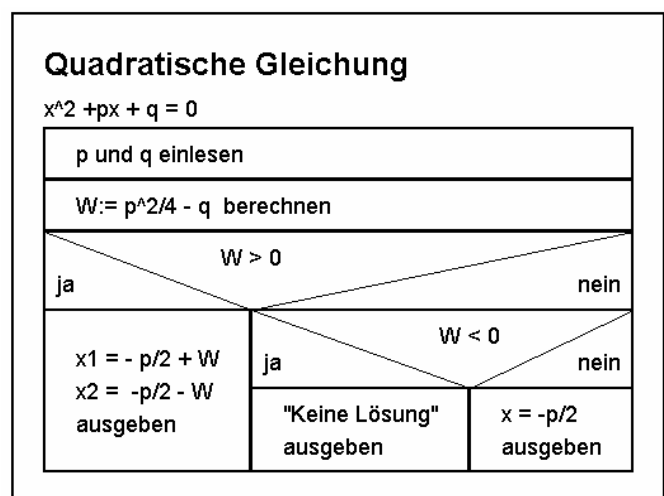 Quadratische Gleichung
x^2 +px + q = 0
p und q einlesen
W:= p^2/4 - q berechnen
W > 0
ja
nein
x1 = - p/2 + W
x2 = -p/2 - W
ausgeben
W < 0
ja
nein
"Keine Lösung"
ausgeben
x = -p/2
ausgeben